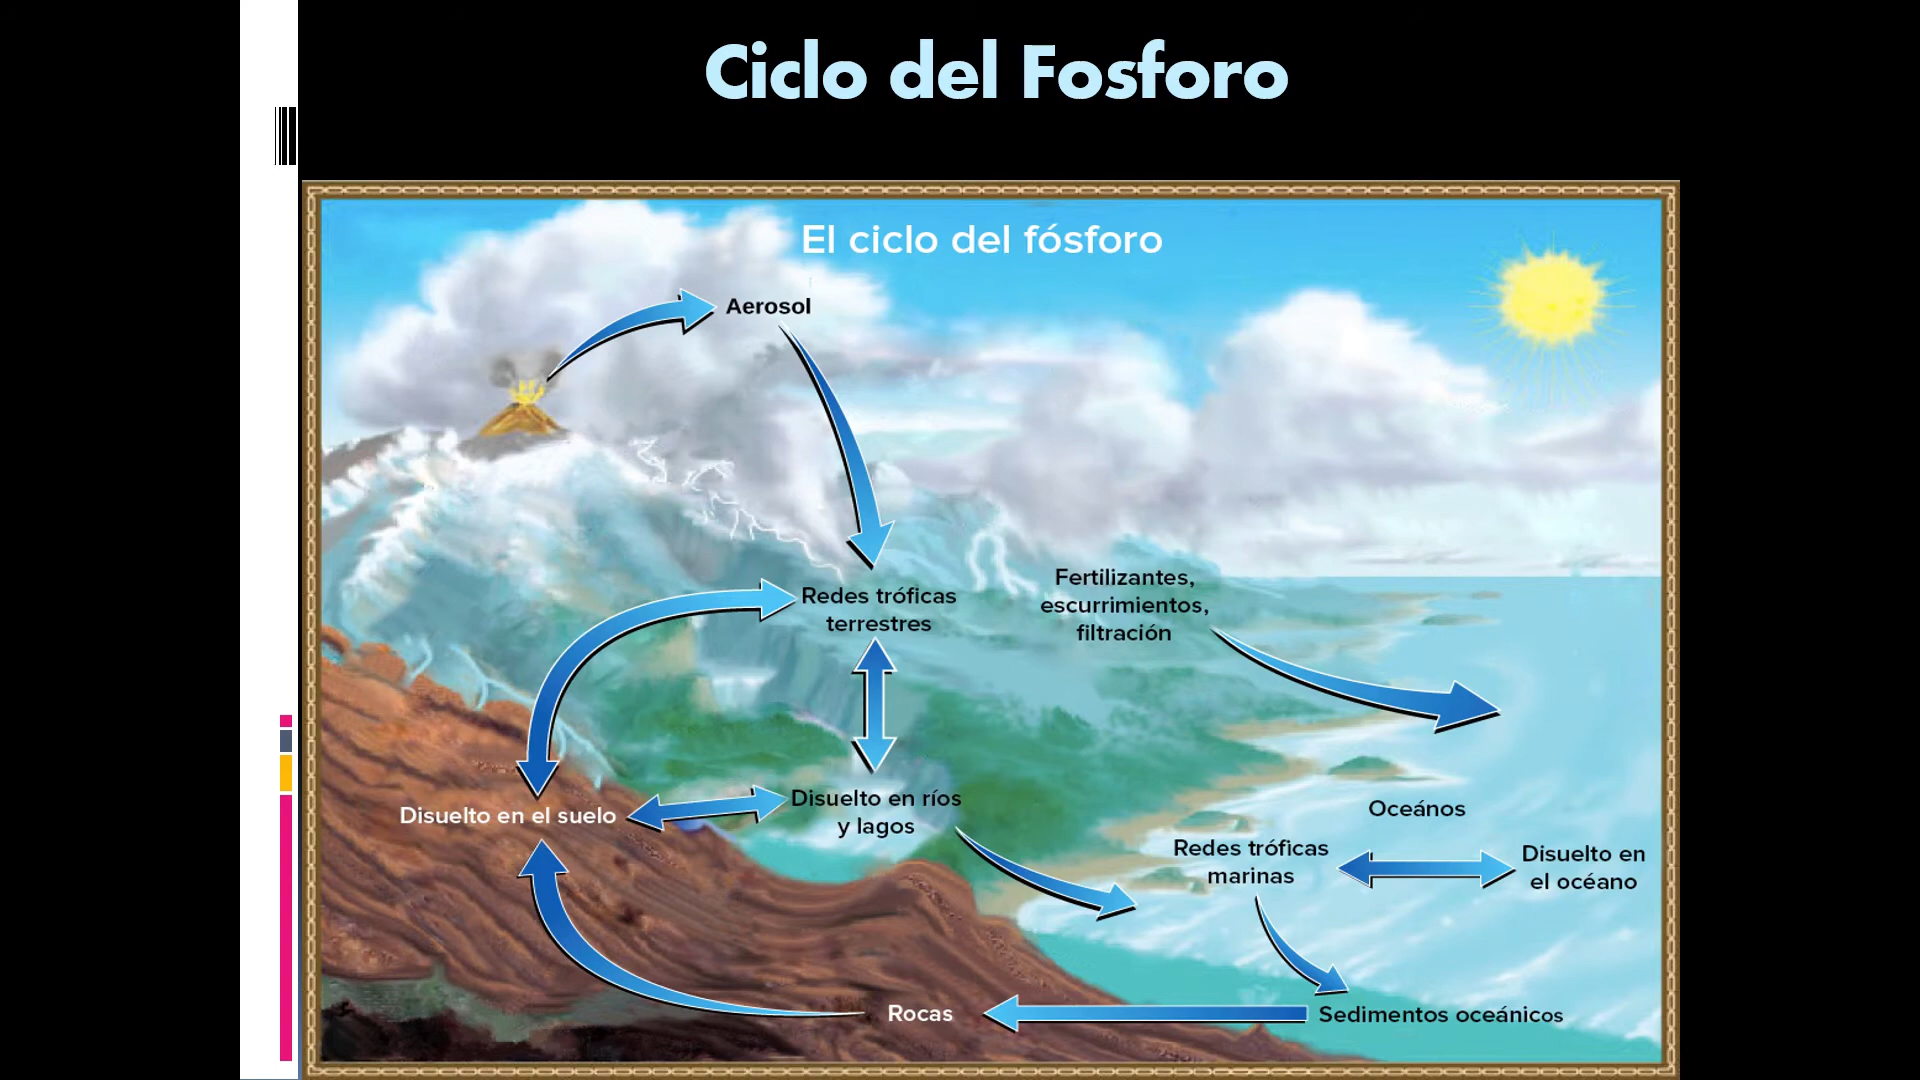 Ciclo del Fosforo
El ciclo del fósforo
Aerosol
Redes tróficas
terrestres
Fertilizantes,
escurrimientos,
filtración
Disuelto en el suelo
Disuelto en ríos
y lagos
Oceános
Redes tróficas
marinas
Disuelto en
el océano
Rocas
Sedimentos oceánicos